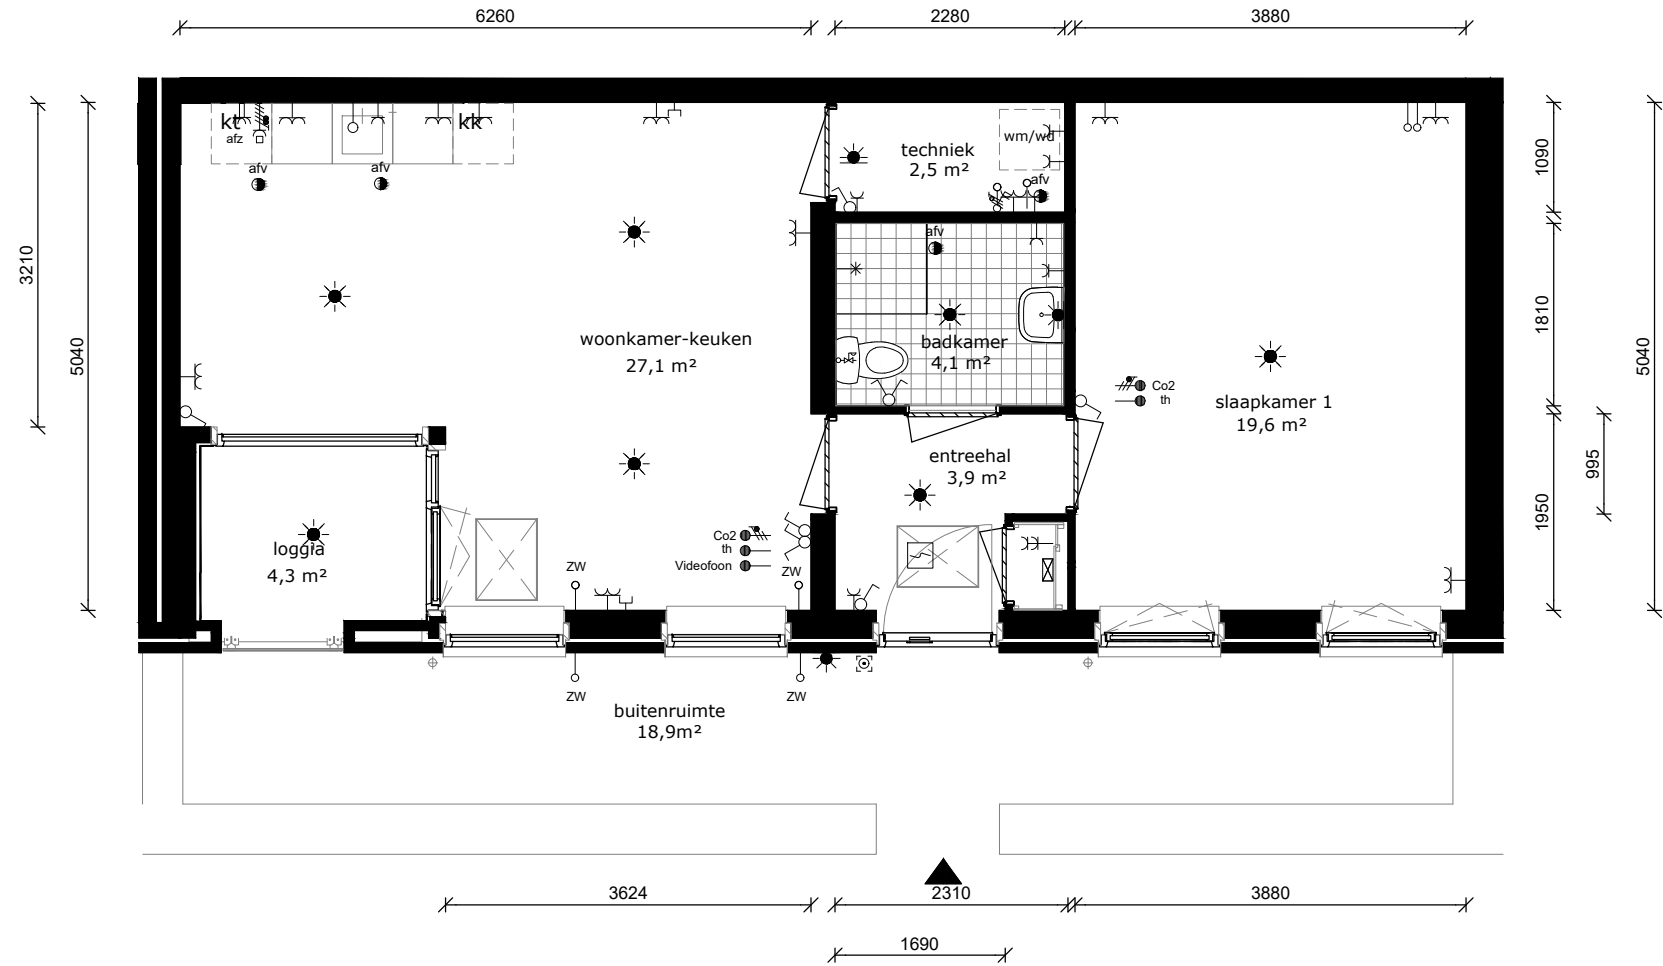 6260
2280
3880
kt
kk
afz
afv
afv
techniek
2,5 m²
wm/wd
afv
afv
1090
3210
5040
woonkamer-keuken
27,1 m²
badkamer
4,1 m²
Co2
th
slaapkamer 1
19,6 m²
1810
5040
entreehal
3,9 m²
995
1950
Co2
th
Videofoon
ZW
ZW
loggia
4,3 m²
ZW
ZW
buitenruimte
18,9m²
3624
2310
3880
1690